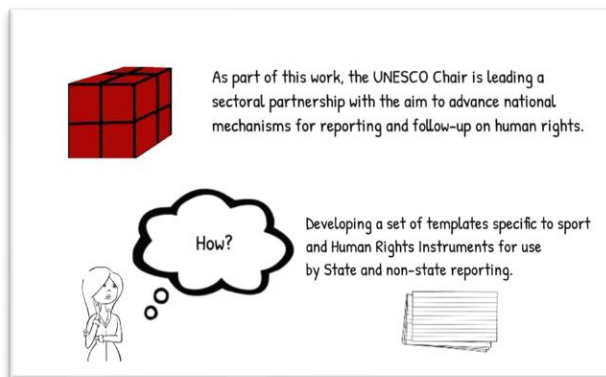 As part of this work, the UNESCO Chair is leading a
sectoral partnership with the aim to advance national
mechanisms for reporting and follow-up on human rights.
How?
Developing a set of templates specific to sport
and Human Rights Instruments for use
by State and non-state reporting.